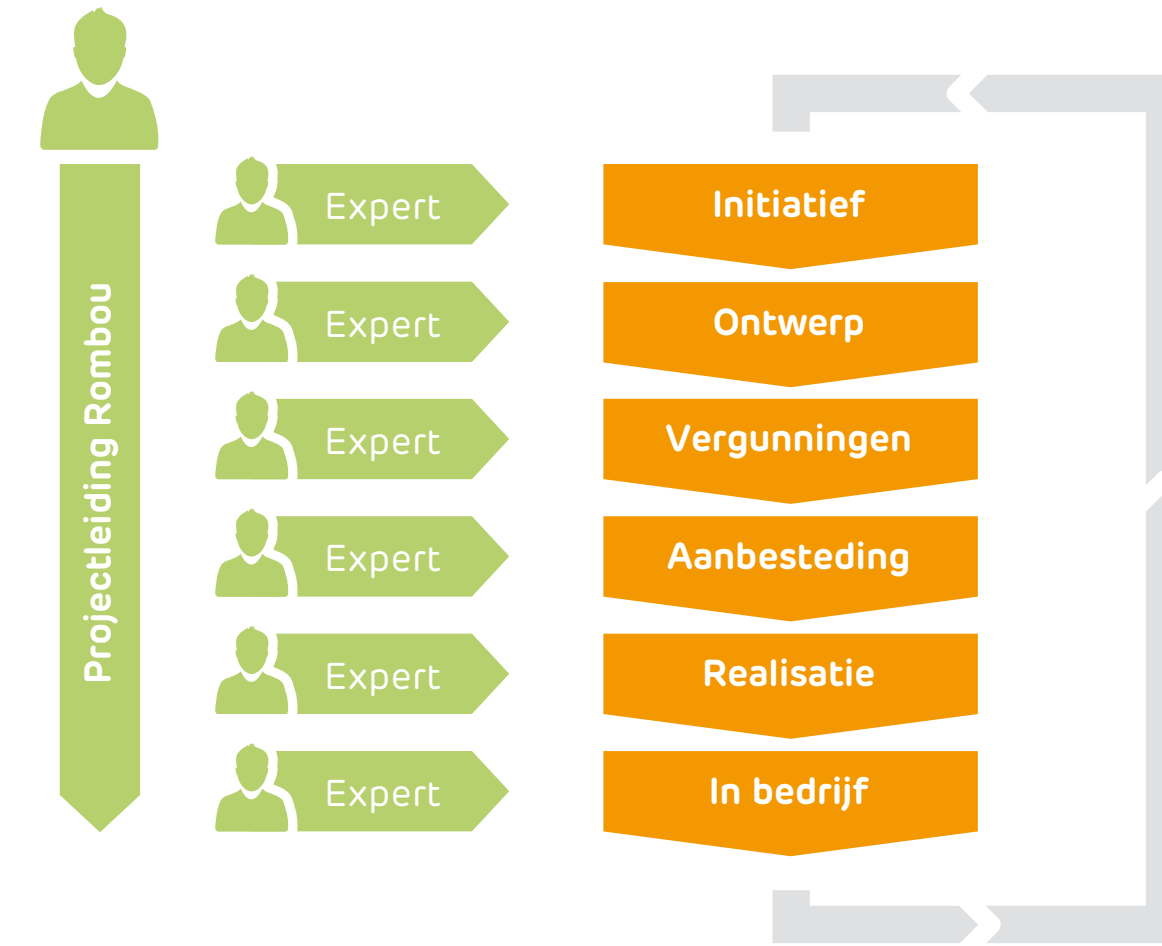 Projectleiding Rombou
Expert
Initiatief
Expert
Ontwerp
Expert
Vergunningen
Expert
Aanbesteding
Expert
Realisatie
Expert
In bedrijf